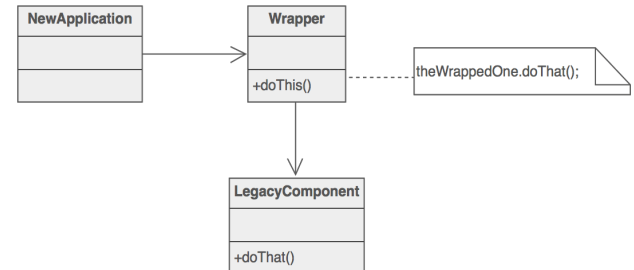 NewApplication
Wrapper
+doThis()
theWrappedOne.doThat();
LegacyComponent
+doThat()